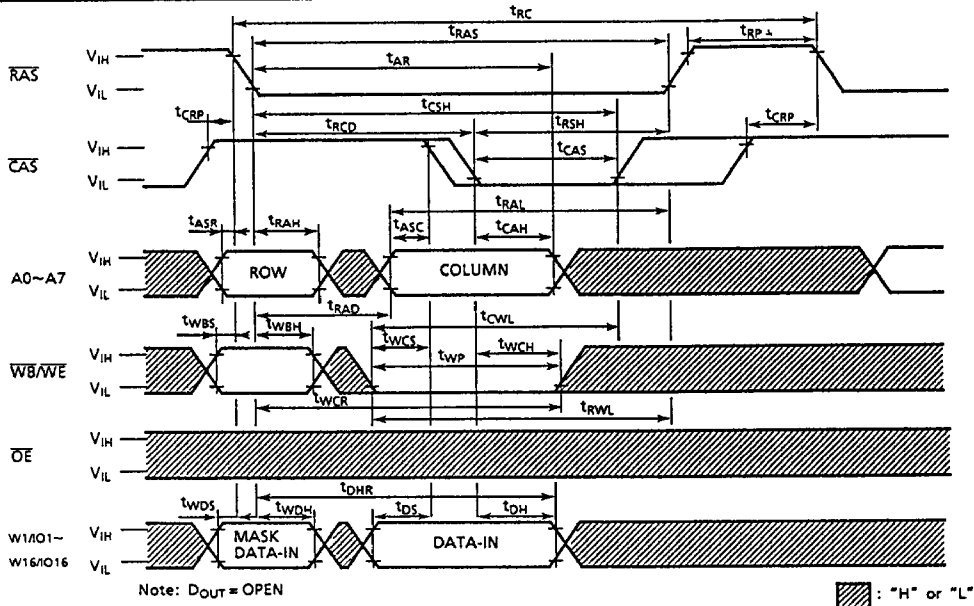 tRC
tRAS
tRP
VIH
tAR
RAS
VIL
tCSH
tCRP
tRCD
tRSH
tCRP
VIH
tCAS
CAS
VIL
tRAL
tASR
tRAH
tASC
tCAH
VIH
A0~A7
ROW
COLUMN
VIL
tRAD
tCWL
tWBS
tWBH
tWCS
tWCH
VIH
tWP
WB/WE
VIL
tWCR
tRWL
VIH
OE
VIL
tDHR
tWDS
tWDH
tDS
tDH
W1/IO1~
VIH
MASK
DATA-IN
DATA-IN
W16/IO16
VIL
Note: DOUT = OPEN
: "H" or "L"